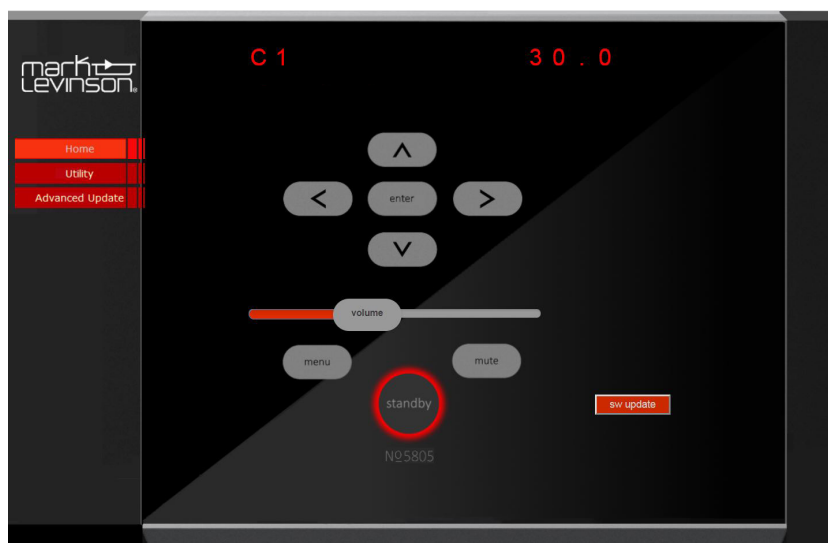 C1 30.0
mark
Levinson®
Home
Utility
Advanced Update
enter
volume
menu mute
standby
sw update
№5805